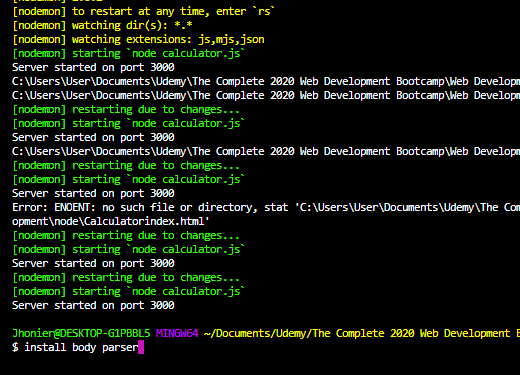 [nodemon] to restart at any time, enter `rs`
[nodemon] watching dir(s): *.*
[nodemon] watching extensions: js,mjs,json
[nodemon] starting `node calculator.js`
Server started on port 3000
C:\Users\User\Documents\Udemy\The Complete 2020 Web Development Bootcamp\Web Develop
C:\Users\User\Documents\Udemy\The Complete 2020 Web Development Bootcamp\Web Develop
[nodemon] restarting due to changes...
[nodemon] starting `node calculator.js`
Server started on port 3000
C:\Users\User\Documents\Udemy\The Complete 2020 Web Development Bootcamp\Web Develop
[nodemon] restarting due to changes...
[nodemon] starting `node calculator.js`
Server started on port 3000
Error: ENOENT: no such file or directory, stat 'C:\Users\User\Documents\Udemy\The Com
opment\node\Calculatorindex.html'
[nodemon] restarting due to changes...
[nodemon] starting `node calculator.js`
Server started on port 3000
[nodemon] restarting due to changes...
[nodemon] starting `node calculator.js`
Server started on port 3000
Jhonier@DESKTOP-G1PBBL5 MINGW64 ~/Documents/Udemy/The Complete 2020 Web Development B
$ install body parser